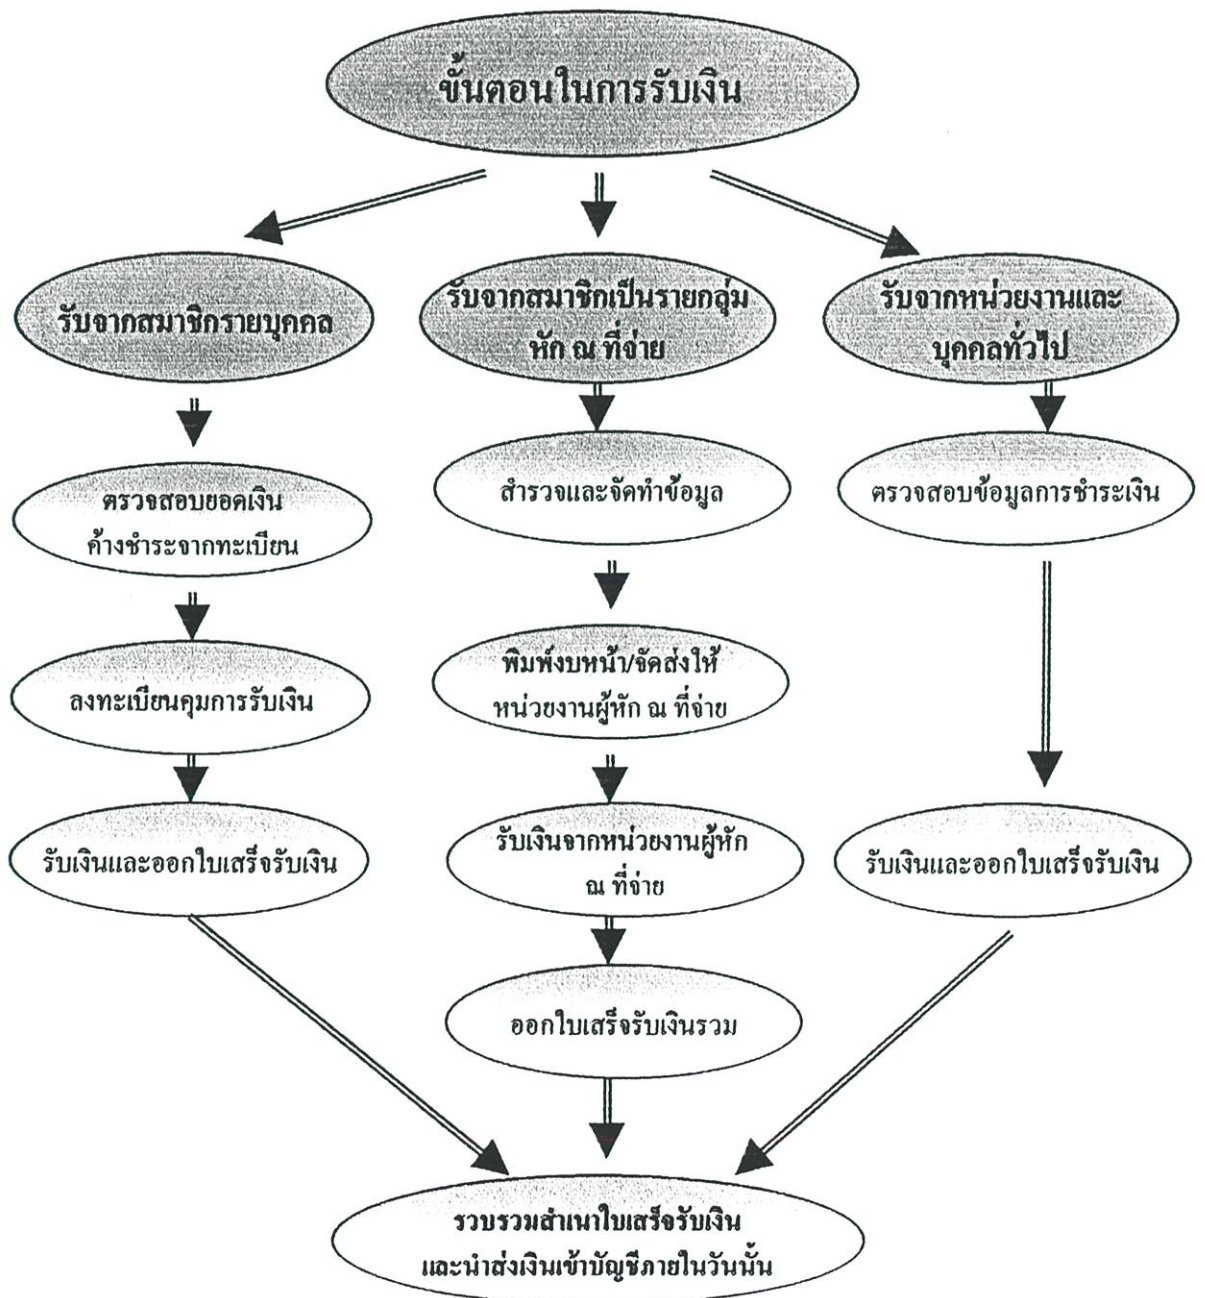 ขั้นตอนในการรับเงิน
รับจากสมาชิกรายบุคคล
รับจากสมาชิกเป็นรายกลุ่ม
หัก ณ ที่จ่าย
รับจากหน่วยงานและ
บุคคลทั่วไป
ตรวจสอบยอดเงิน
ค้างชำระจากทะเบียน
สำรวจและจัดทำข้อมูล
ตรวจสอบข้อมูลการชำระเงิน
ลงทะเบียนคุมการรับเงิน
พิมพ์งบหน้า/จัดส่งให้
หน่วยงานผู้หัก ณ ที่จ่าย
รับเงินและออกใบเสร็จรับเงิน
รับเงินจากหน่วยงานผู้หัก
ณ ที่จ่าย
รับเงินและออกใบเสร็จรับเงิน
ออกใบเสร็จรับเงินรวม
รวบรวมสำเนาใบเสร็จรับเงิน
และนำส่งเงินเข้าบัญชีภายในวันนั้น